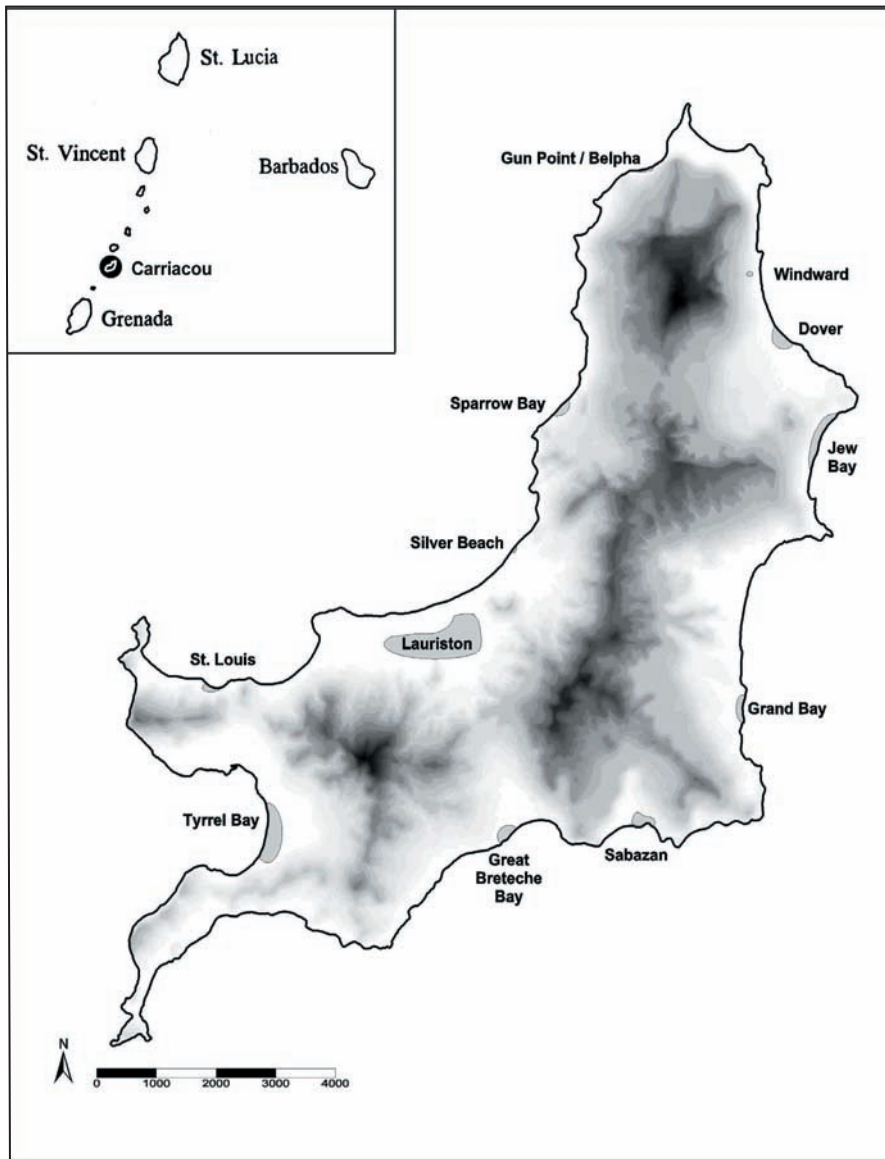 St. Lucia
St. Vincent
Barbados
Carriacou
Grenada
Gun Point / Belpha
Windward
Dover
Sparrow Bay
Jew
Bay
Silver Beach
Lauriston
St. Louis
Grand Bay
Tyrrel Bay
Great
Breteche
Bay
Sabazan
N
0 1000 2000 3000 4000